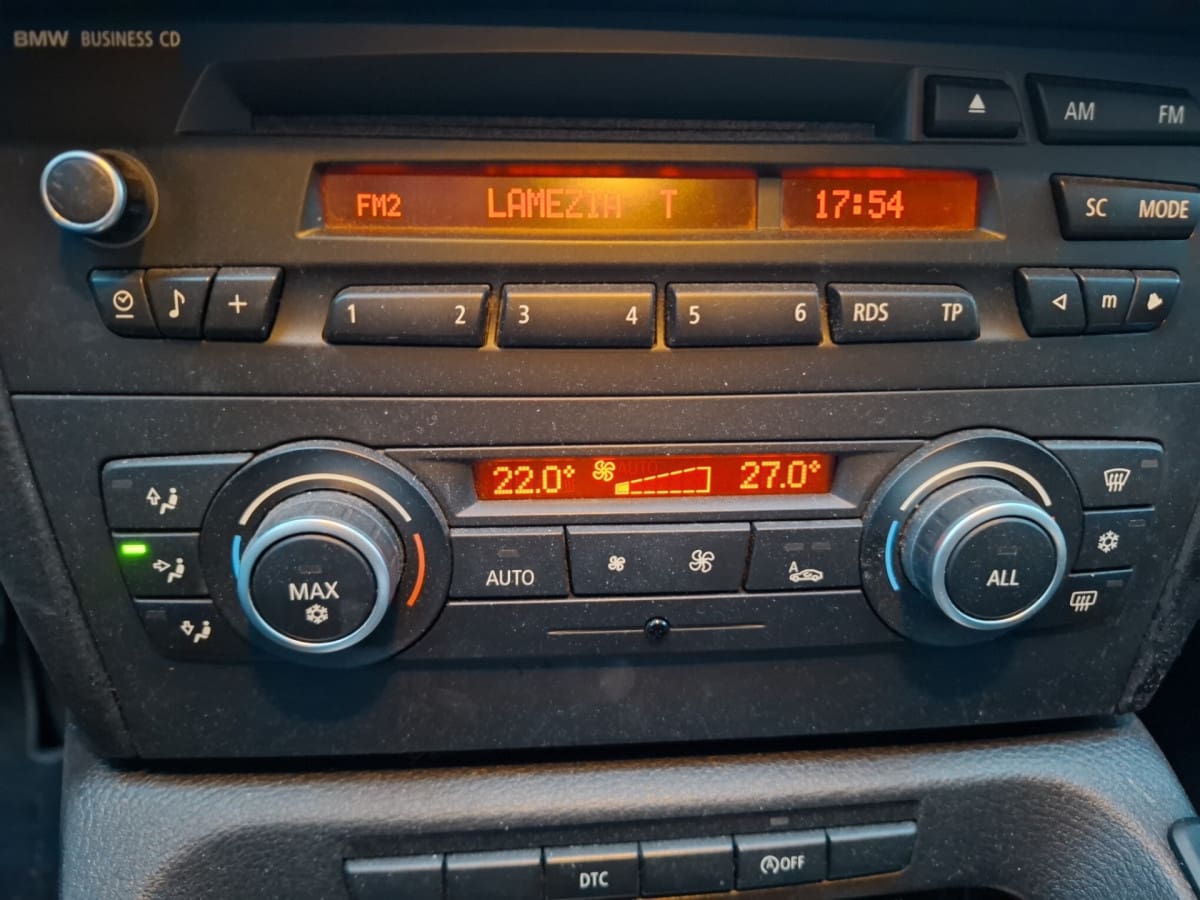 BMW BUSINESS CD
AM FM
FM2 LAMEZIA T 17:54
SC MODE
1 2 3 4 5 6 RDS TP
m
22.0° AUTO 27.0°
MAX AUTO A ALL
DTC
A OFF